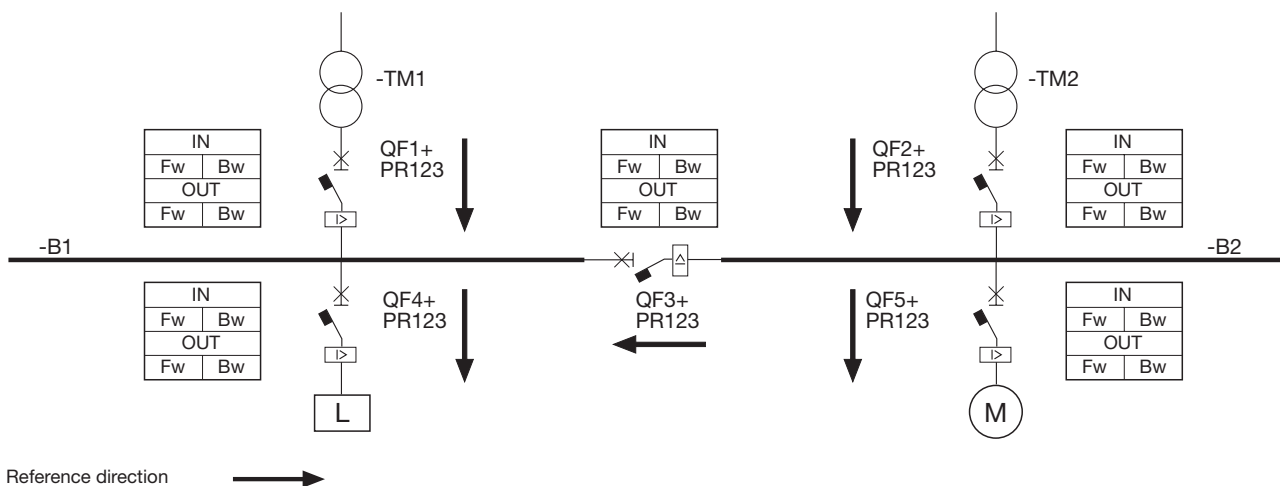 -TM1
-TM2
IN
Fw Bw
OUT
Fw Bw
QF1+
PR123
IN
Fw Bw
OUT
Fw Bw
QF2+
PR123
IN
Fw Bw
OUT
Fw Bw
-B1
-B2
IN
Fw Bw
OUT
Fw Bw
QF4+
PR123
QF3+
PR123
QF5+
PR123
IN
Fw Bw
OUT
Fw Bw
I>
I>
I>
I>
I>
L
M
Reference direction